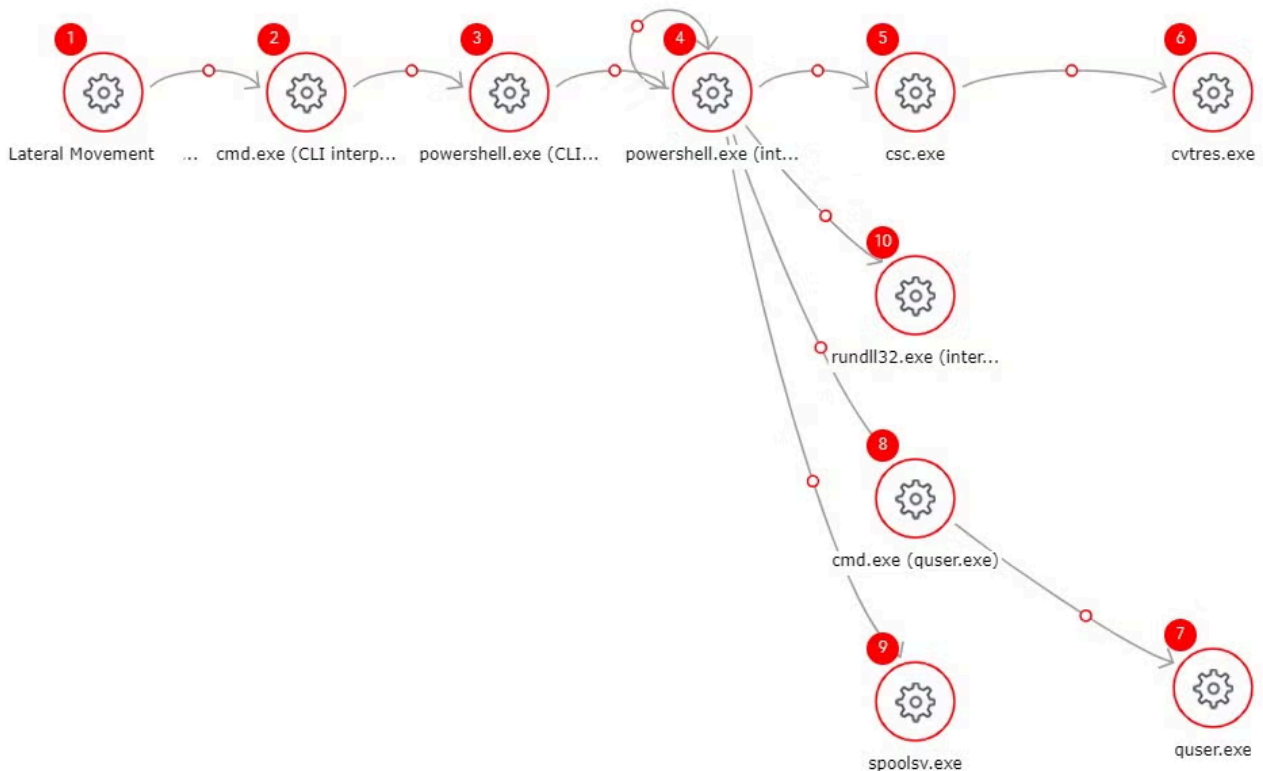 1
2
3
4
5
6
Lateral Movement ...
cmd.exe (CLI interp...
powershell.exe (CLI...
powershell.exe (int...
csc.exe
cvtres.exe
10
rundll32.exe (inter...
8
cmd.exe (quser.exe)
9
7
spoolsv.exe
quser.exe